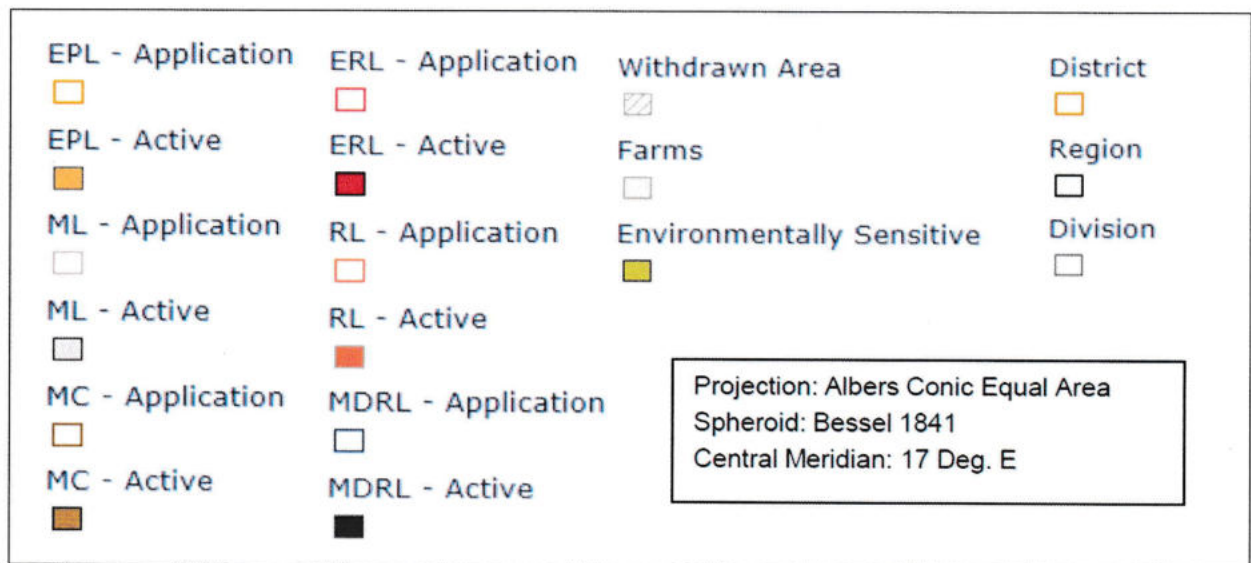 EPL - Application
EPL - Active
ML - Application
ML - Active
MC - Application
MC - Active
ERL - Application
ERL - Active
RL - Application
RL - Active
MDRL - Application
MDRL - Active
Withdrawn Area
Farms
Environmentally Sensitive
District
Region
Division
Projection: Albers Conic Equal Area
Spheroid: Bessel 1841
Central Meridian: 17 Deg. E